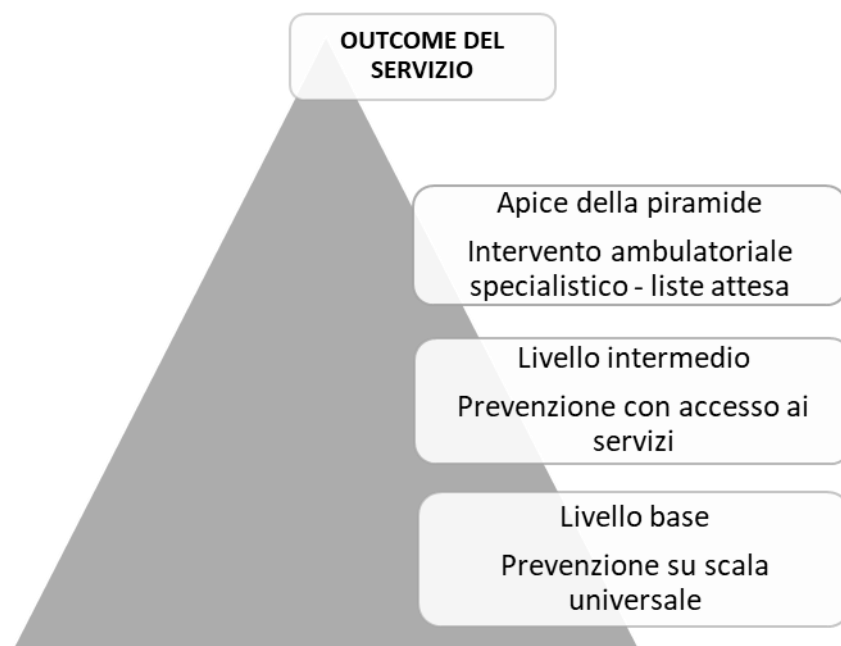 OUTCOME DEL
SERVIZIO
Apice della piramide
Intervento ambulatoriale
specialistico - liste attesa
Livello intermedio
Prevenzione con accesso ai
servizi
Livello base
Prevenzione su scala
universale